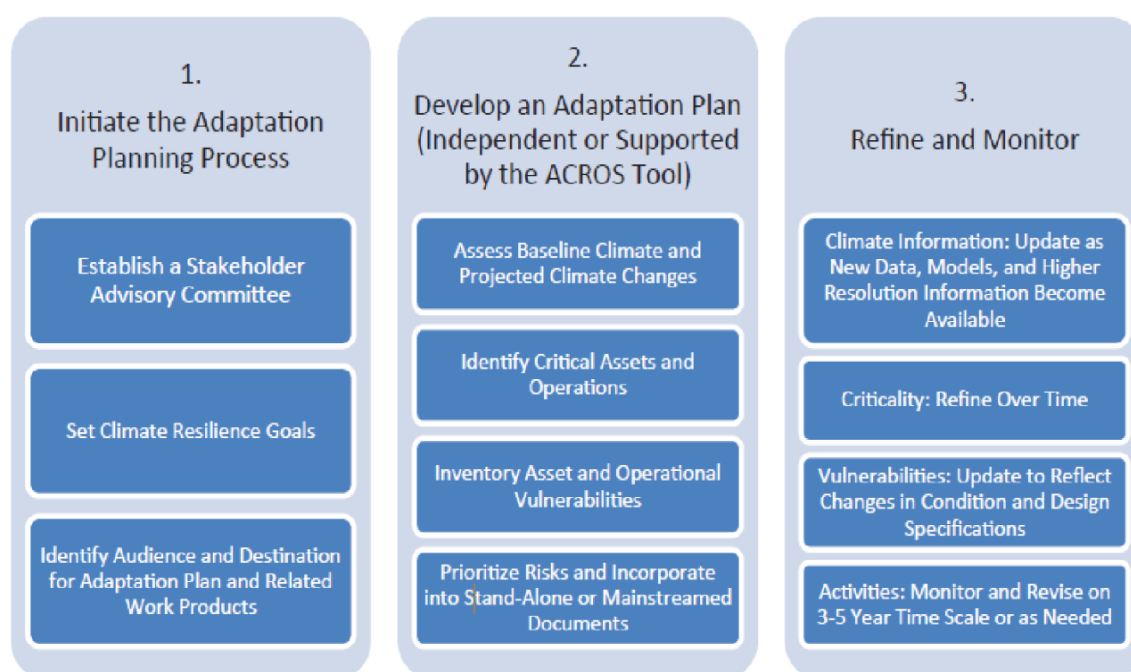 1.
Initiate the Adaptation
Planning Process
Establish a Stakeholder
Advisory Committee
Set Climate Resilience Goals
Identify Audience and Destination
for Adaptation Plan and Related
Work Products
2.
Develop an Adaptation Plan
(Independent or Supported
by the ACROS Tool)
Assess Baseline Climate and
Projected Climate Changes
Identify Critical Assets and
Operations
Inventory Asset and Operational
Vulnerabilities
Prioritize Risks and Incorporate
into Stand-Alone or Mainstreamed
Documents
3.
Refine and Monitor
Climate Information: Update as
New Data, Models, and Higher
Resolution Information Become
Available
Criticality: Refine Over Time
Vulnerabilities: Update to Reflect
Changes in Condition and Design
Specifications
Activities: Monitor and Revise on
3-5 Year Time Scale or as Needed